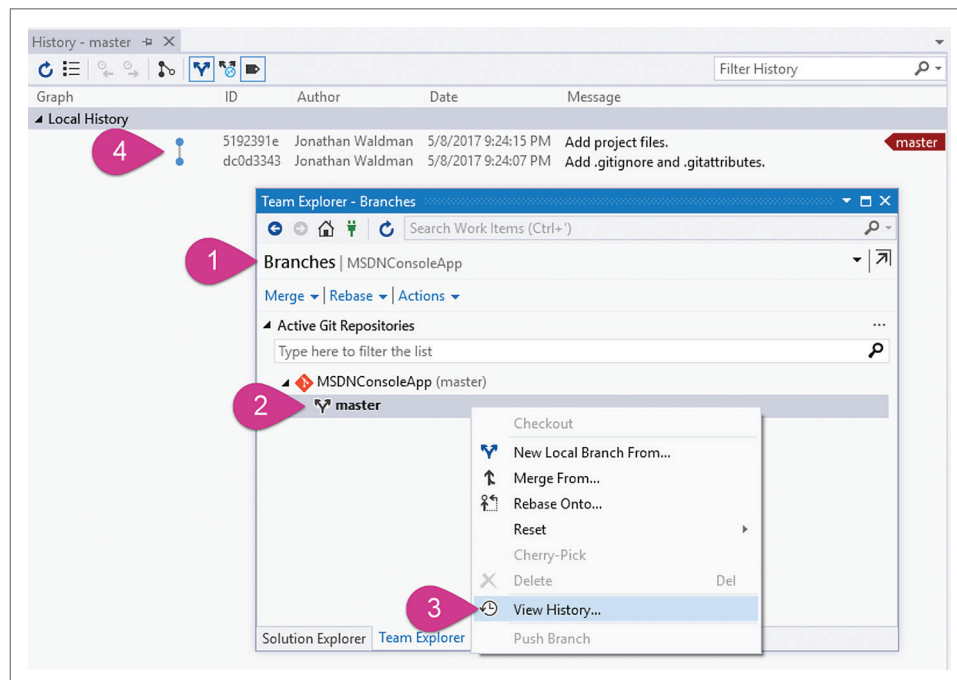 History - master
Filter History
Graph ID Author Date Message
Local History
4
5192391e Jonathan Waldman 5/8/2017 9:24:15 PM Add project files. master
dc0d3343 Jonathan Waldman 5/8/2017 9:24:07 PM Add .gitignore and .gitattributes.
Team Explorer - Branches
Search Work Items (Ctrl+')
1
Branches | MSDNConsoleApp
Merge | Rebase | Actions
Active Git Repositories
...
Type here to filter the list
MSDNConsoleApp (master)
2
master
Checkout
New Local Branch From...
Merge From...
Rebase Onto...
Reset
Cherry-Pick
Delete Del
3
View History...
Push Branch
Solution Explorer Team Explorer